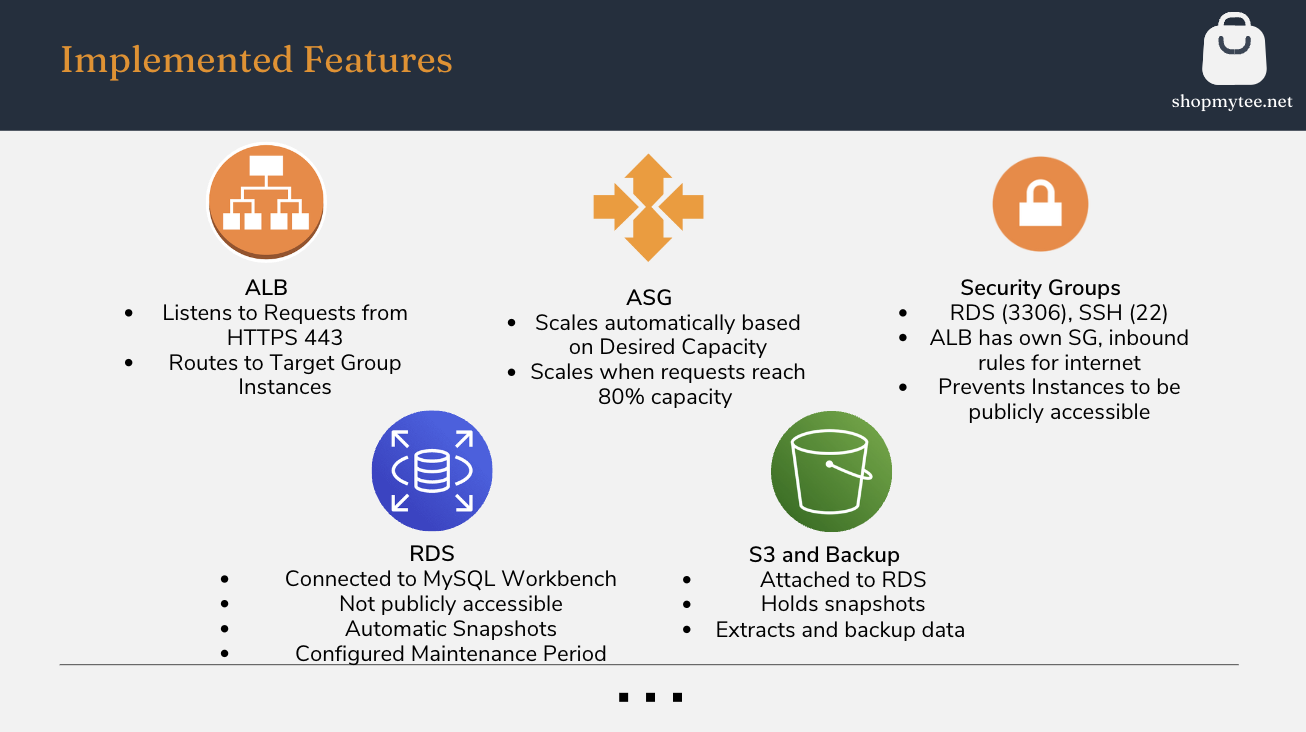 Implemented Features
shopmytee.net
ALB
• Listens to Requests from
HTTPS 443
• Routes to Target Group
Instances
ASG
• Scales automatically based
on Desired Capacity
• Scales when requests reach
80% capacity
Security Groups
• RDS (3306), SSH (22)
• ALB has own SG, inbound
rules for internet
• Prevents Instances to be
publicly accessible
RDS
• Connected to MySQL Workbench
• Not publicly accessible
• Automatic Snapshots
• Configured Maintenance Period
S3 and Backup
• Attached to RDS
• Holds snapshots
• Extracts and backup data